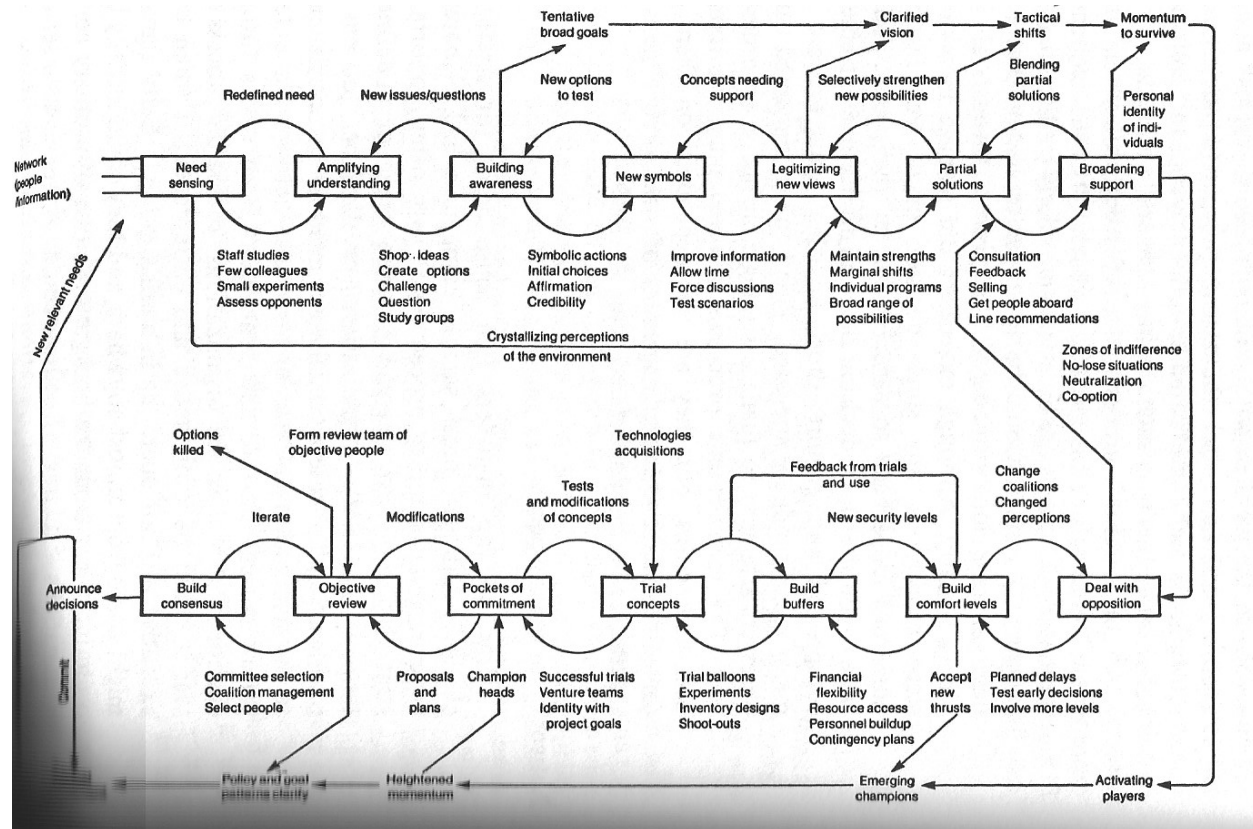 Tentative
broad goals
Clarified
vision
Tactical
shifts
Momentum
to survive
Redefined need
New issues/questions
New options
to test
Concepts needing
support
Selectively strengthen
new possibilities
Blending
partial
solutions
Personal
identity
of indi-
viduals
Network
(people
information)
Need
sensing
Amplifying
understanding
Building
awareness
New symbols
Legitimizing
new views
Partial
solutions
Broadening
support
Staff studies
Few colleagues
Small experiments
Assess opponents
Shop ideas
Create options
Challenge
Question
Study groups
Symbolic actions
Initial choices
Affirmation
Credibility
Improve information
Allow time
Force discussions
Test scenarios
Maintain strengths
Marginal shifts
Individual programs
Broad range of
possibilities
Consultation
Feedback
Selling
Get people aboard
Line recommendations
New relevant needs
Crystallizing perceptions
of the environment
Zones of indifference
No-lose situations
Neutralization
Co-option
Options
killed
Form review team of
objective people
Technologies
acquisitions
Iterate
Modifications
Tests
and modifications
of concepts
Feedback from trials
and use
New security levels
Change
coalitions
Changed
perceptions
Announce
decisions
Build
consensus
Objective
review
Pockets of
commitment
Trial
concepts
Build
buffers
Build
comfort levels
Deal with
opposition
Commit
Committee selection
Coalition management
Select people
Proposals
and
plans
Champion
heads
Successful trials
Venture teams
Identity with
project goals
Trial balloons
Experiments
Inventory designs
Shoot-outs
Financial
flexibility
Resource access
Personnel buildup
Contingency plans
Accept
new
thrusts
Planned delays
Test early decisions
Involve more levels
Policy and goal
patterns clarify
Heightened
momentum
Emerging
champions
Activating
players